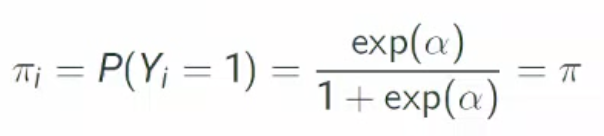 π_i = P(Y_i = 1) = exp(α) / (1 + exp(α)) = π